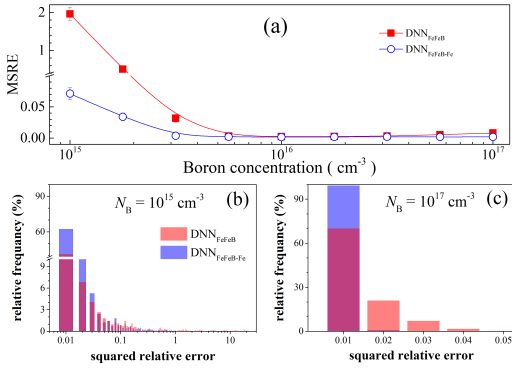 (a)
DNN_FeFeB
DNN_FeFeB-Fe
MSRE
2
1
0.05
0.00
10^15
10^16
10^17
Boron concentration ( cm^-3)
(b)
N_B = 10^15 cm^-3
DNN_FeFeB
DNN_FeFeB-Fe
relative frequancy (%)
90
60
30
9
6
3
0
0.01
0.1
1
10
squared relative error
(c)
N_B = 10^17 cm^-3
relative frequancy (%)
90
60
30
0
0.01
0.02
0.03
0.04
0.05
squared relative error